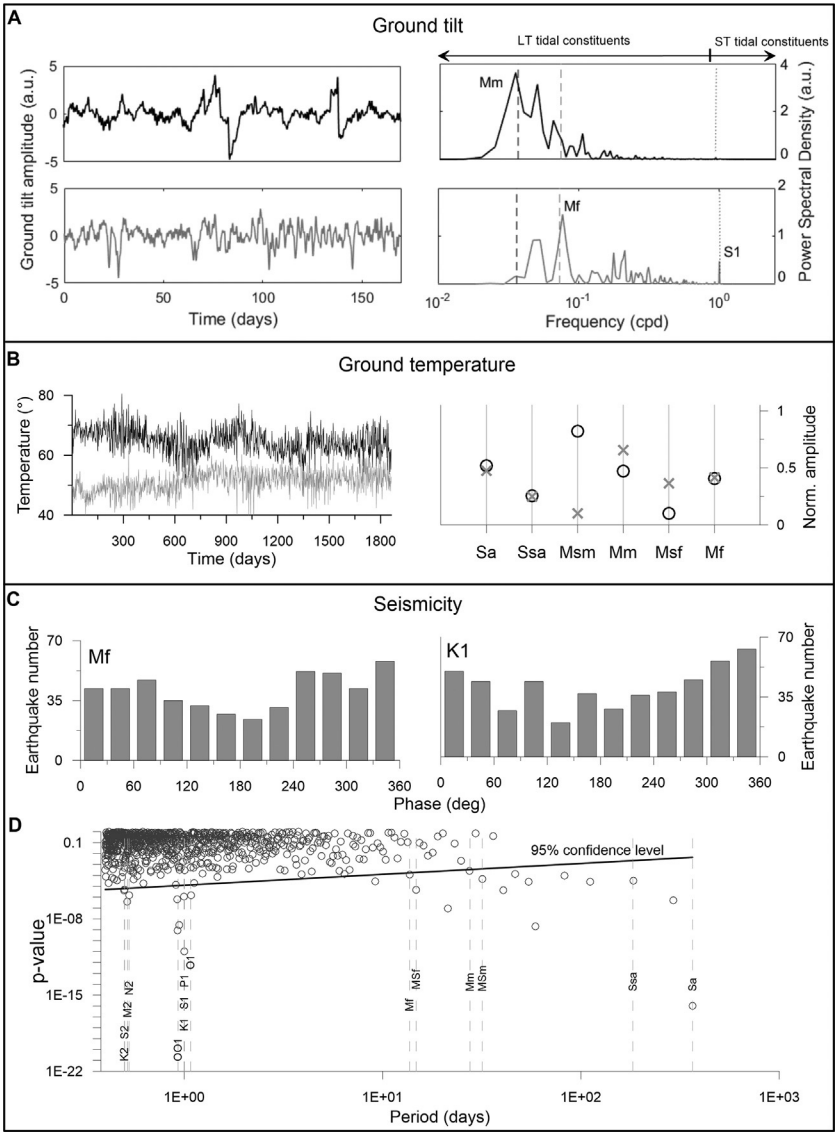 A
Ground tilt
LT tidal constituents
ST tidal constituents
Ground tilt amplitude (a.u.)
5
0
-5
5
0
-5
0
50
100
150
Time (days)
Mm
4
2
0
Mf
S1
2
1
0
Power Spectral Density (a.u.)
10-2
10-1
100
Frequency (cpd)
B
Ground temperature
Temperature (°)
80
60
40
300
600
900
1200
1500
1800
Time (days)
1
0.5
0
Norm. amplitude
Sa
Ssa
Msm
Mm
Msf
Mf
C
Seismicity
Earthquake number
70
35
0
Mf
0
60
120
180
240
300
360
K1
70
35
0
Earthquake number
0
60
120
180
240
300
360
Phase (deg)
D
p-value
0.1
1E-08
1E-15
1E-22
95% confidence level
K2
S2
M2
N2
OO1
K1
S1
P1
O1
Mf
MSf
Mm
MSm
Ssa
Sa
1E+00
1E+01
1E+02
1E+03
Period (days)